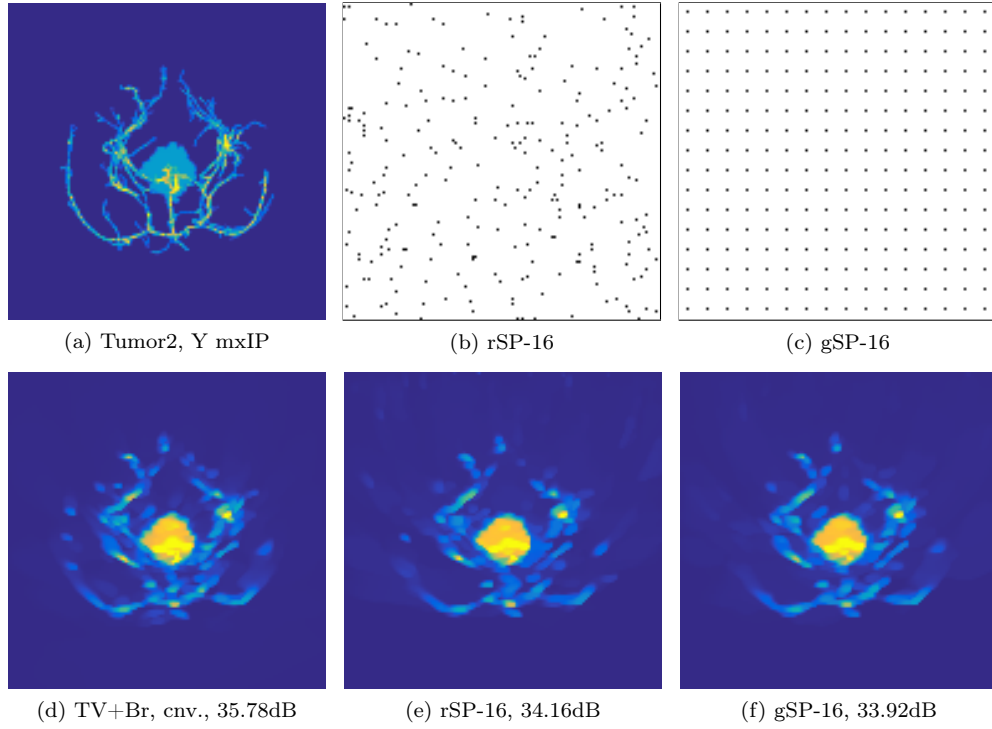 (a) Tumor2, Y mxIP
(b) rSP-16
(c) gSP-16
(d) TV+Br, cnv., 35.78dB
(e) rSP-16, 34.16dB
(f) gSP-16, 33.92dB